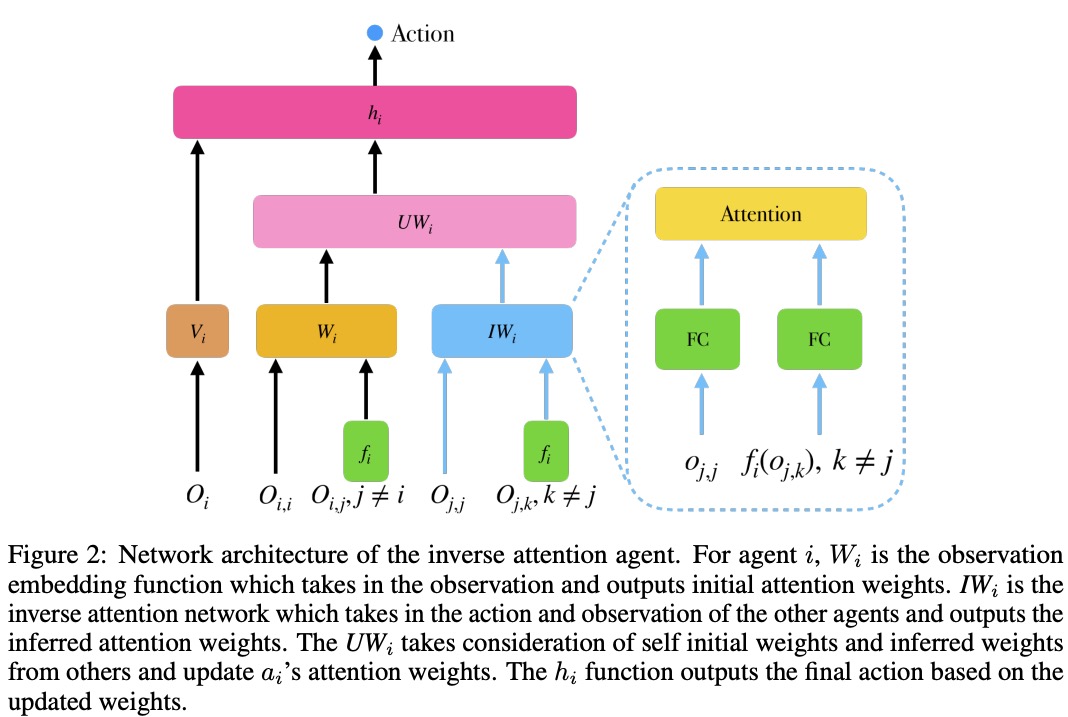 Action
h_i
UW_i
Attention
V_i
W_i
IW_i
FC
FC
f_i
f_i
o_{j,j}
f_i(o_{j,k}), k ≠ j
O_i
O_{i,i}
O_{i,j}, j ≠ i
O_{j,j}
O_{j,k}, k ≠ j
Figure 2: Network architecture of the inverse attention agent. For agent i, W_i is the observation
embedding function which takes in the observation and outputs initial attention weights. IW_i is the
inverse attention network which takes in the action and observation of the other agents and outputs the
inferred attention weights. The UW_i takes consideration of self initial weights and inferred weights
from others and update a_i's attention weights. The h_i function outputs the final action based on the
updated weights.